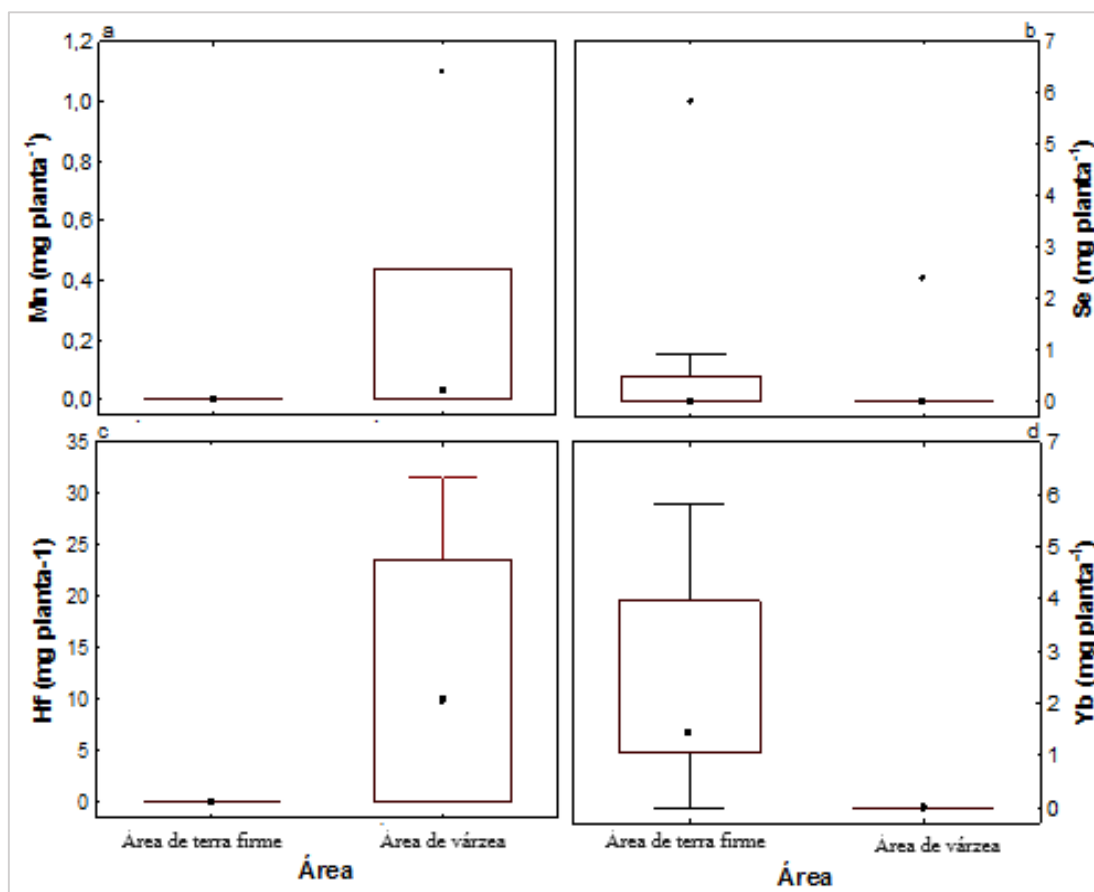 a
1,2
1,0
0,8
0,6
0,4
0,2
0,0
Mn (mg planta⁻¹)
b
7
6
5
4
3
2
1
0
Se (mg planta⁻¹)
c
35
30
25
20
15
10
5
0
Hf (mg planta-1)
d
7
6
5
4
3
2
1
0
Yb (mg planta⁻¹)
Área de terra firme Área de várzea
Área
Área de terra firme Área de várzea
Área